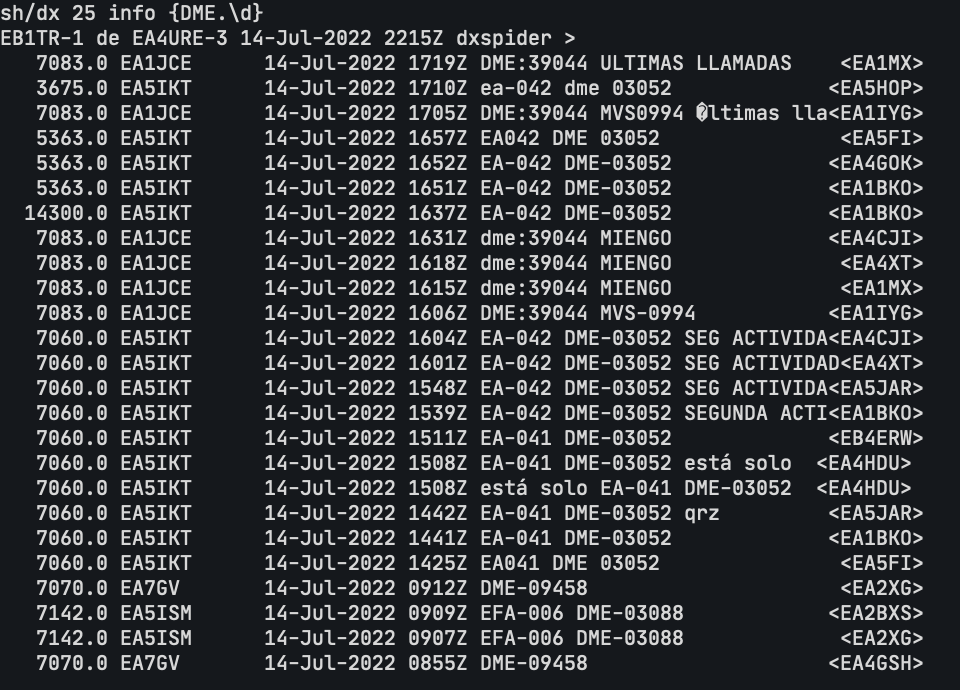 sh/dx 25 info {DME.\d}
EB1TR-1 de EA4URE-3 14-Jul-2022 2215Z dxspider >
7083.0 EA1JCE 14-Jul-2022 1719Z DME:39044 ULTIMAS LLAMADAS <EA1MX>
3675.0 EA5IKT 14-Jul-2022 1710Z ea-042 dme 03052 <EA5HOP>
7083.0 EA1JCE 14-Jul-2022 1705Z DME:39044 MVS0994 �ltimas lla<EA1IYG>
5363.0 EA5IKT 14-Jul-2022 1657Z EA042 DME 03052 <EA5FI>
5363.0 EA5IKT 14-Jul-2022 1652Z EA-042 DME-03052 <EA4GOK>
5363.0 EA5IKT 14-Jul-2022 1651Z EA-042 DME-03052 <EA1BKO>
14300.0 EA5IKT 14-Jul-2022 1637Z EA-042 DME-03052 <EA1BKO>
7083.0 EA1JCE 14-Jul-2022 1631Z dme:39044 MIENGO <EA4CJI>
7083.0 EA1JCE 14-Jul-2022 1618Z dme:39044 MIENGO <EA4XT>
7083.0 EA1JCE 14-Jul-2022 1615Z dme:39044 MIENGO <EA1MX>
7083.0 EA1JCE 14-Jul-2022 1606Z DME:39044 MVS-0994 <EA1IYG>
7060.0 EA5IKT 14-Jul-2022 1604Z EA-042 DME-03052 SEG ACTIVIDA<EA4CJI>
7060.0 EA5IKT 14-Jul-2022 1601Z EA-042 DME-03052 SEG ACTIVIDAD<EA4XT>
7060.0 EA5IKT 14-Jul-2022 1548Z EA-042 DME-03052 SEG ACTIVIDA<EA5JAR>
7060.0 EA5IKT 14-Jul-2022 1539Z EA-042 DME-03052 SEGUNDA ACTI<EA1BKO>
7060.0 EA5IKT 14-Jul-2022 1511Z EA-041 DME-03052 <EB4ERW>
7060.0 EA5IKT 14-Jul-2022 1508Z EA-041 DME-03052 está solo <EA4HDU>
7060.0 EA5IKT 14-Jul-2022 1508Z está solo EA-041 DME-03052 <EA4HDU>
7060.0 EA5IKT 14-Jul-2022 1442Z EA-041 DME-03052 qrz <EA5JAR>
7060.0 EA5IKT 14-Jul-2022 1441Z EA-041 DME-03052 <EA1BKO>
7060.0 EA5IKT 14-Jul-2022 1425Z EA041 DME 03052 <EA5FI>
7070.0 EA7GV 14-Jul-2022 0912Z DME-09458 <EA2XG>
7142.0 EA5ISM 14-Jul-2022 0909Z EFA-006 DME-03088 <EA2BXS>
7142.0 EA5ISM 14-Jul-2022 0907Z EFA-006 DME-03088 <EA2XG>
7070.0 EA7GV 14-Jul-2022 0855Z DME-09458 <EA4GSH>